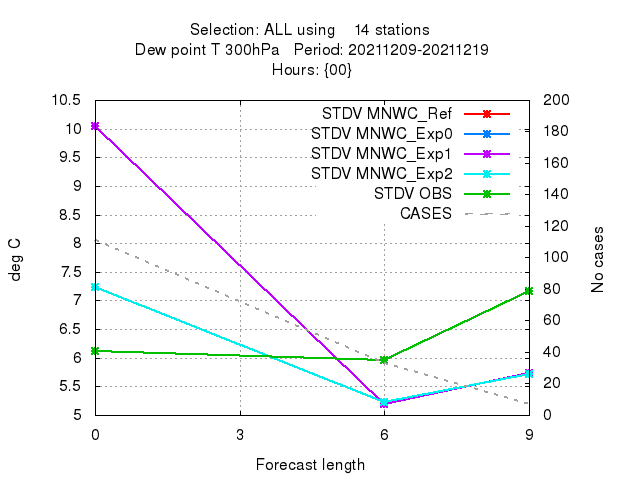 Selection: ALL using    14 stations
Dew point T 300hPa   Period: 20211209-20211219
Hours: {00}
10.5
10
9.5
9
8.5
8
7.5
7
6.5
6
5.5
5
deg C
STDV MNWC_Ref
STDV MNWC_Exp0
STDV MNWC_Exp1
STDV MNWC_Exp2
STDV OBS
CASES
200
180
160
140
120
100
80
60
40
20
0
No cases
0 3 6 9
Forecast length